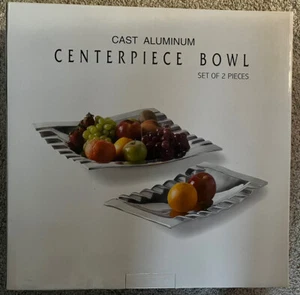 CAST ALUMINUM
CENTERPIECE BOWL
SET OF 2 PIECES